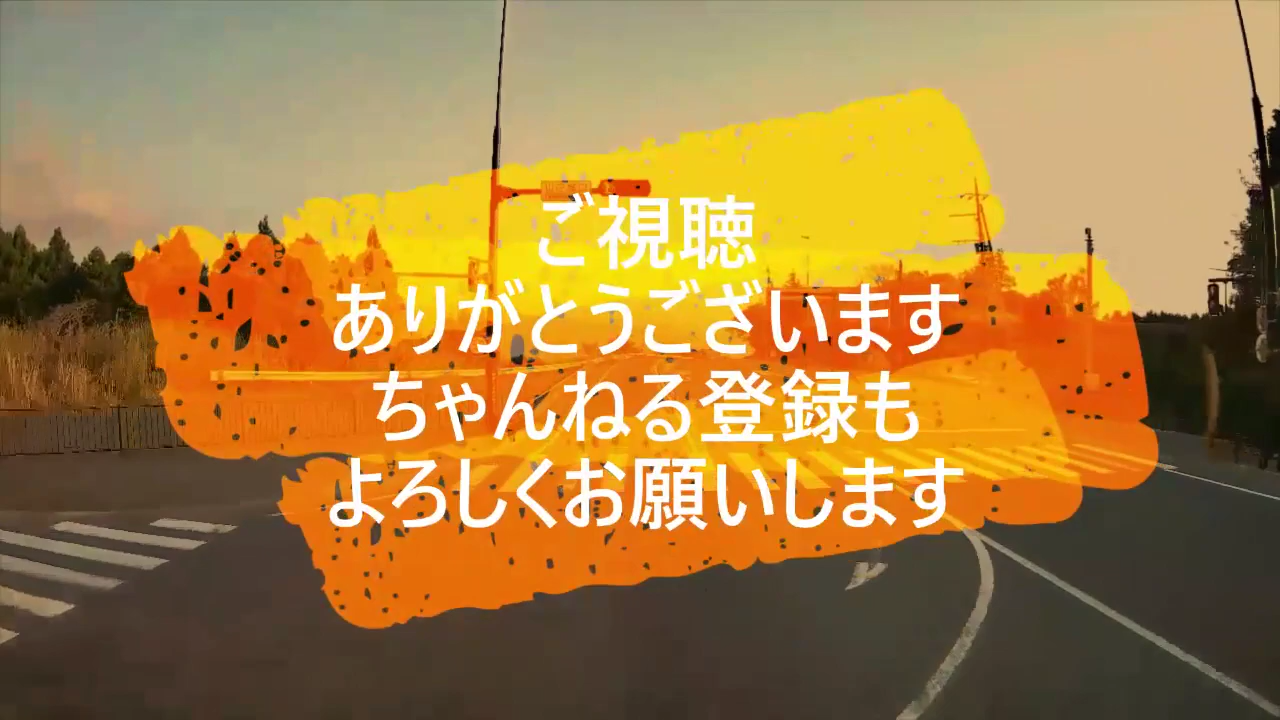 ご視聴
ありがとうございます
ちゃんねる登録も
よろしくお願いします